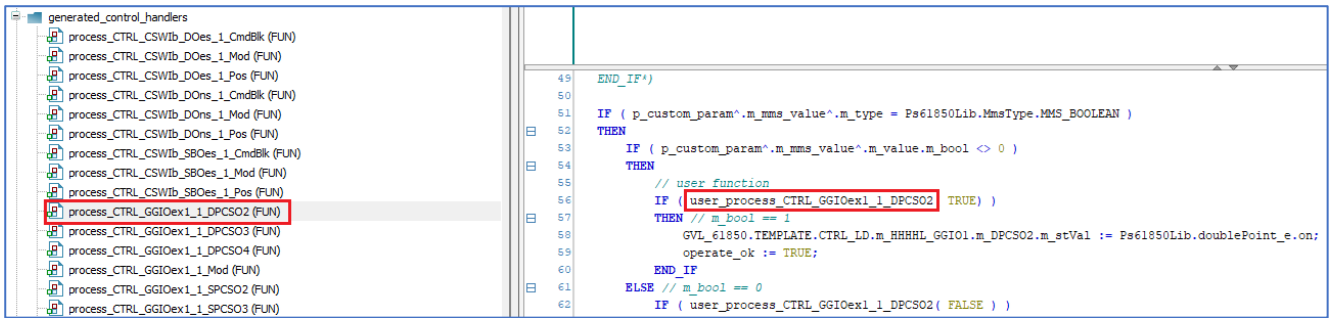 generated_control_handlers
process_CTRL_CSWIb_DOes_1_CmdBlk (FUN)
process_CTRL_CSWIb_DOes_1_Mod (FUN)
process_CTRL_CSWIb_DOes_1_Pos (FUN)
process_CTRL_CSWIb_DOns_1_CmdBlk (FUN)
process_CTRL_CSWIb_DOns_1_Mod (FUN)
process_CTRL_CSWIb_DOns_1_Pos (FUN)
process_CTRL_CSWIb_SBOes_1_CmdBlk (FUN)
process_CTRL_CSWIb_SBOes_1_Mod (FUN)
process_CTRL_CSWIb_SBOes_1_Pos (FUN)
process_CTRL_GGIOex1_1_DPCSO2 (FUN)
process_CTRL_GGIOex1_1_DPCSO3 (FUN)
process_CTRL_GGIOex1_1_DPCSO4 (FUN)
process_CTRL_GGIOex1_1_Mod (FUN)
process_CTRL_GGIOex1_1_SPCSO2 (FUN)
process_CTRL_GGIOex1_1_SPCSO3 (FUN)
49 END_IF*)
50
51 IF ( p_custom_param^.m_mms_value^.m_type = Ps61850Lib.MmsType.MMS_BOOLEAN )
52 THEN
53 IF ( p_custom_param^.m_mms_value^.m_value.m_bool <> 0 )
54 THEN
55 // user function
56 IF ( user_process_CTRL_GGIOex1_1_DPCSO2 TRUE) )
57 THEN // m_bool == 1
58 GVL_61850.TEMPLATE.CTRL_LD.m_HHHHL_GGIO1.m_DPCSO2.m_stVal := Ps61850Lib.doublePoint_e.on;
59 operate_ok := TRUE;
60 END_IF
61 ELSE // m_bool == 0
62 IF ( user_process_CTRL_GGIOex1_1_DPCSO2( FALSE ) )